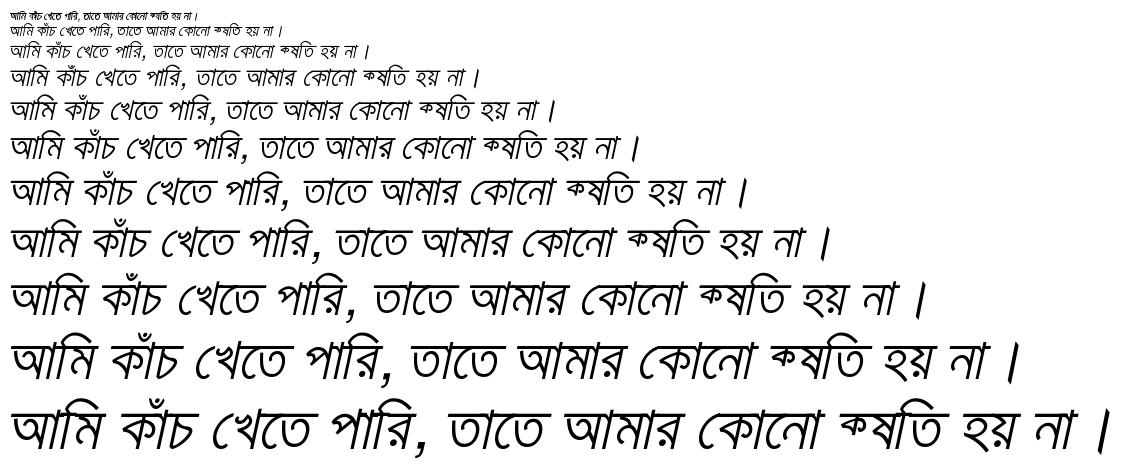 আমি কাঁচ খেতে পারি, তাতে আমার কোনো ক্ষতি হয় না।
আমি কাঁচ খেতে পারি, তাতে আমার কোনো ক্ষতি হয় না।
আমি কাঁচ খেতে পারি, তাতে আমার কোনো ক্ষতি হয় না।
আমি কাঁচ খেতে পারি, তাতে আমার কোনো ক্ষতি হয় না।
আমি কাঁচ খেতে পারি, তাতে আমার কোনো ক্ষতি হয় না।
আমি কাঁচ খেতে পারি, তাতে আমার কোনো ক্ষতি হয় না।
আমি কাঁচ খেতে পারি, তাতে আমার কোনো ক্ষতি হয় না।
আমি কাঁচ খেতে পারি, তাতে আমার কোনো ক্ষতি হয় না।
আমি কাঁচ খেতে পারি, তাতে আমার কোনো ক্ষতি হয় না।
আমি কাঁচ খেতে পারি, তাতে আমার কোনো ক্ষতি হয় না।
আমি কাঁচ খেতে পারি, তাতে আমার কোনো ক্ষতি হয় না।